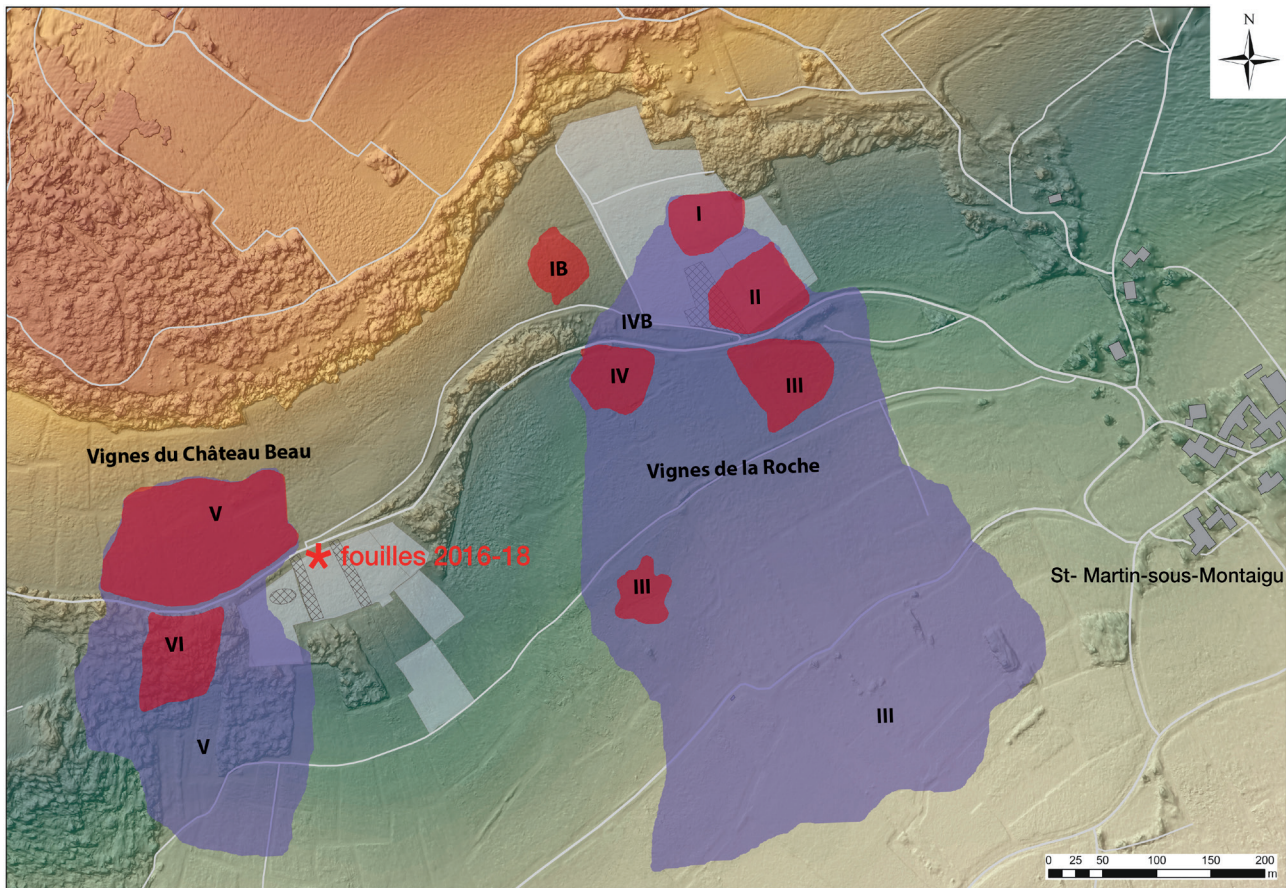 N
I
IB
II
IVB
IV
III
Vignes du Château Beau
Vignes de la Roche
V
* fouilles 2016-18
III
St- Martin-sous-Montaigu
VI
III
V
0 25 50 100 150 200
m